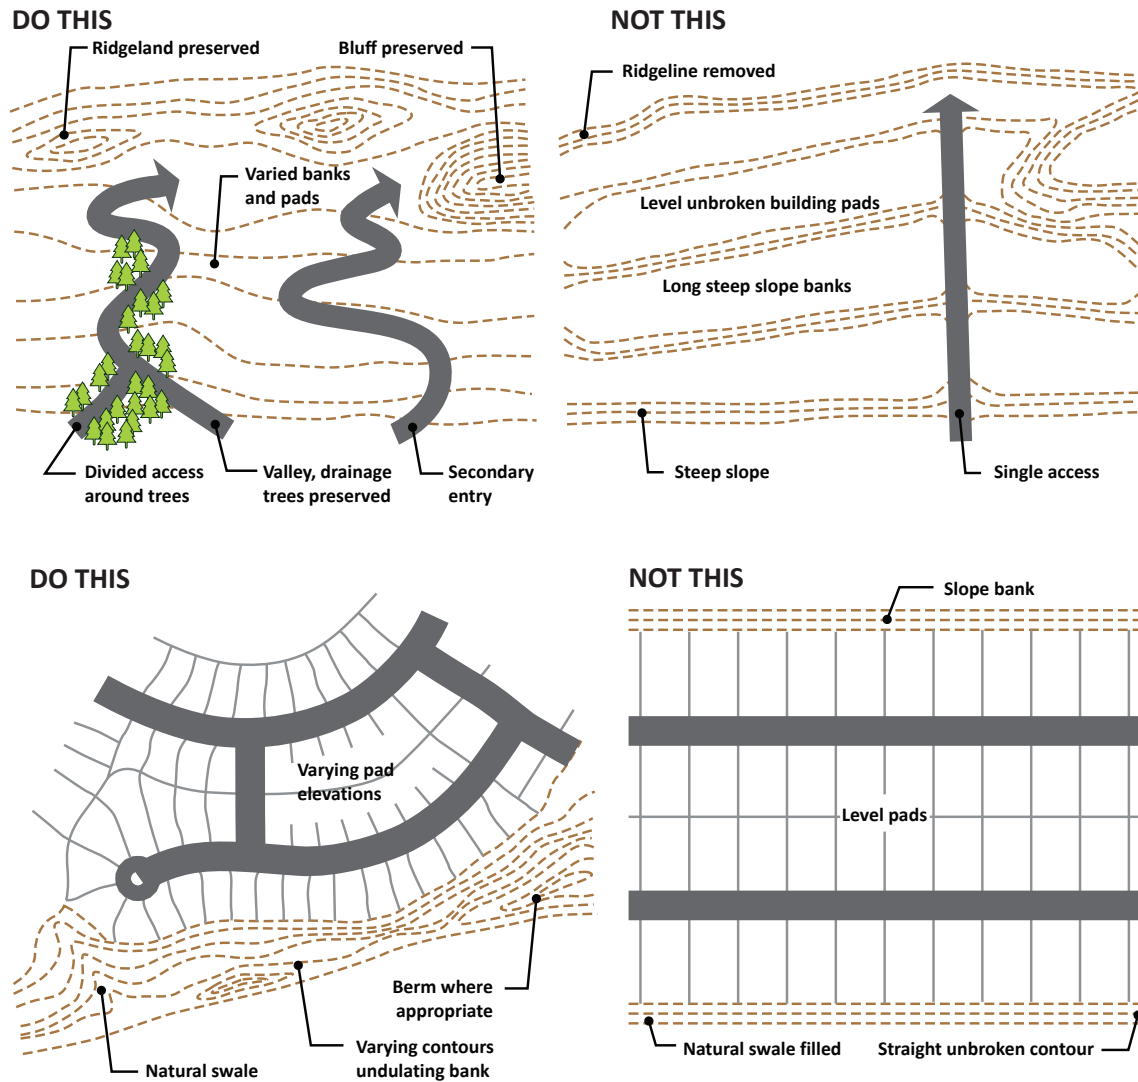 DO THIS
NOT THIS
Ridgeland preserved
Bluff preserved
Ridgeline removed
Varied banks
and pads
Level unbroken building pads
Long steep slope banks
Divided access
around trees
Valley, drainage
trees preserved
Secondary
entry
Steep slope
Single access
DO THIS
NOT THIS
Slope bank
Varying pad
elevations
Level pads
Berm where
appropriate
Natural swale
Varying contours
undulating bank
Natural swale filled
Straight unbroken contour